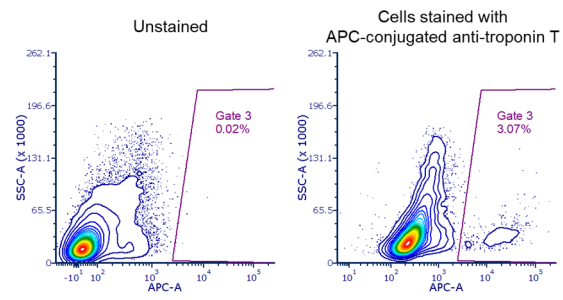 Unstained
Cells stained with
APC-conjugated anti-troponin T
262.1
196.6
131.1
65.5
0
SSC-A (x 1000)
Gate 3
0.02%
-10¹ 10² 10³ 10⁴ 10⁵
APC-A
262.1
196.6
131.1
65.5
0
SSC-A (x 1000)
Gate 3
3.07%
10¹ 10² 10³ 10⁴ 10⁵
APC-A